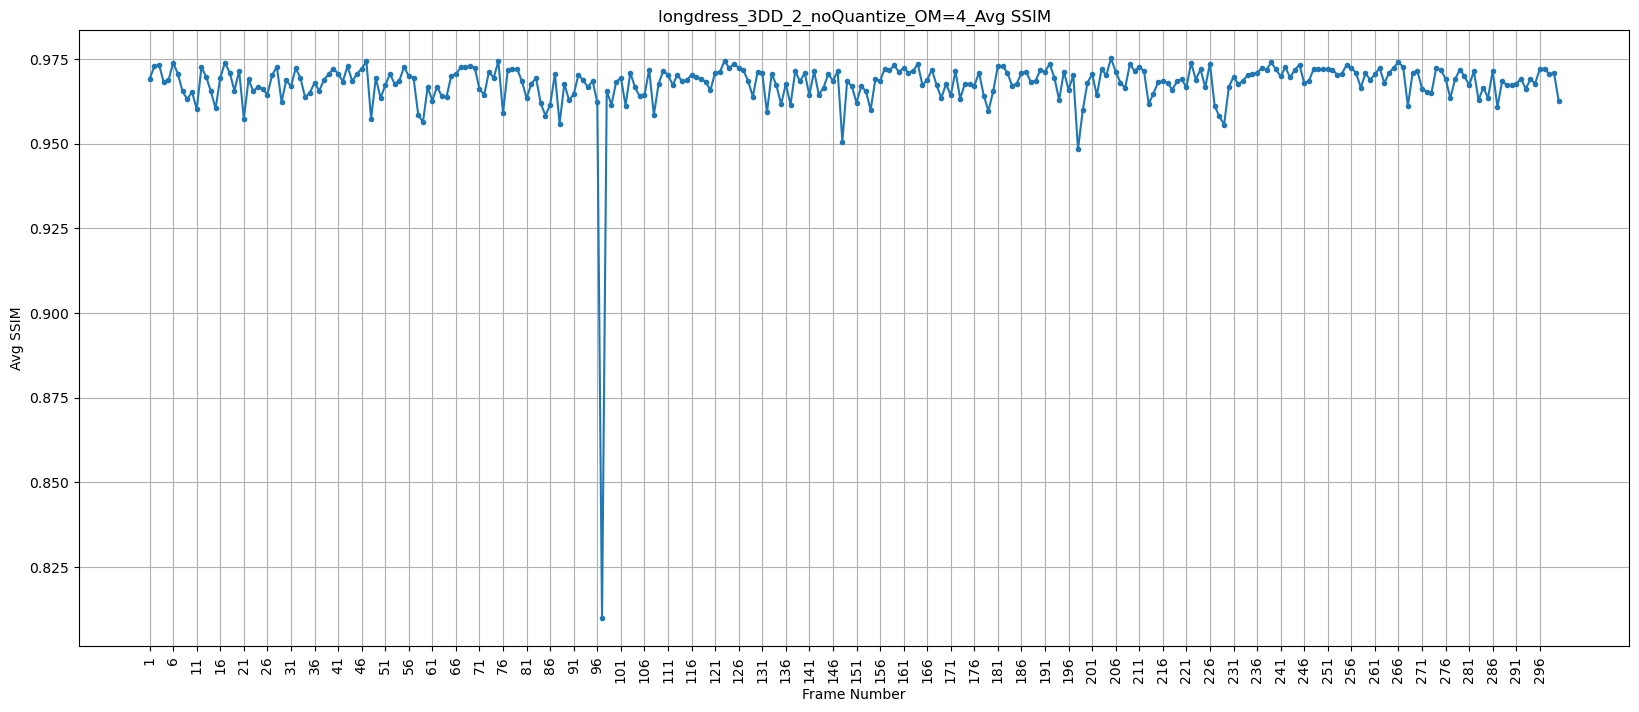 longdress_3DD_2_noQuantize_OM=4_Avg SSIM
0.975
0.950
0.925
0.900
0.875
0.850
0.825
Avg SSIM
1 6 11 16 21 26 31 36 41 46 51 56 61 66 71 76 81 86 91 96 101 106 111 116 121 126 131 136 141 146 151 156 161 166 171 176 181 186 191 196 201 206 211 216 221 226 231 236 241 246 251 256 261 266 271 276 281 286 291 296
Frame Number